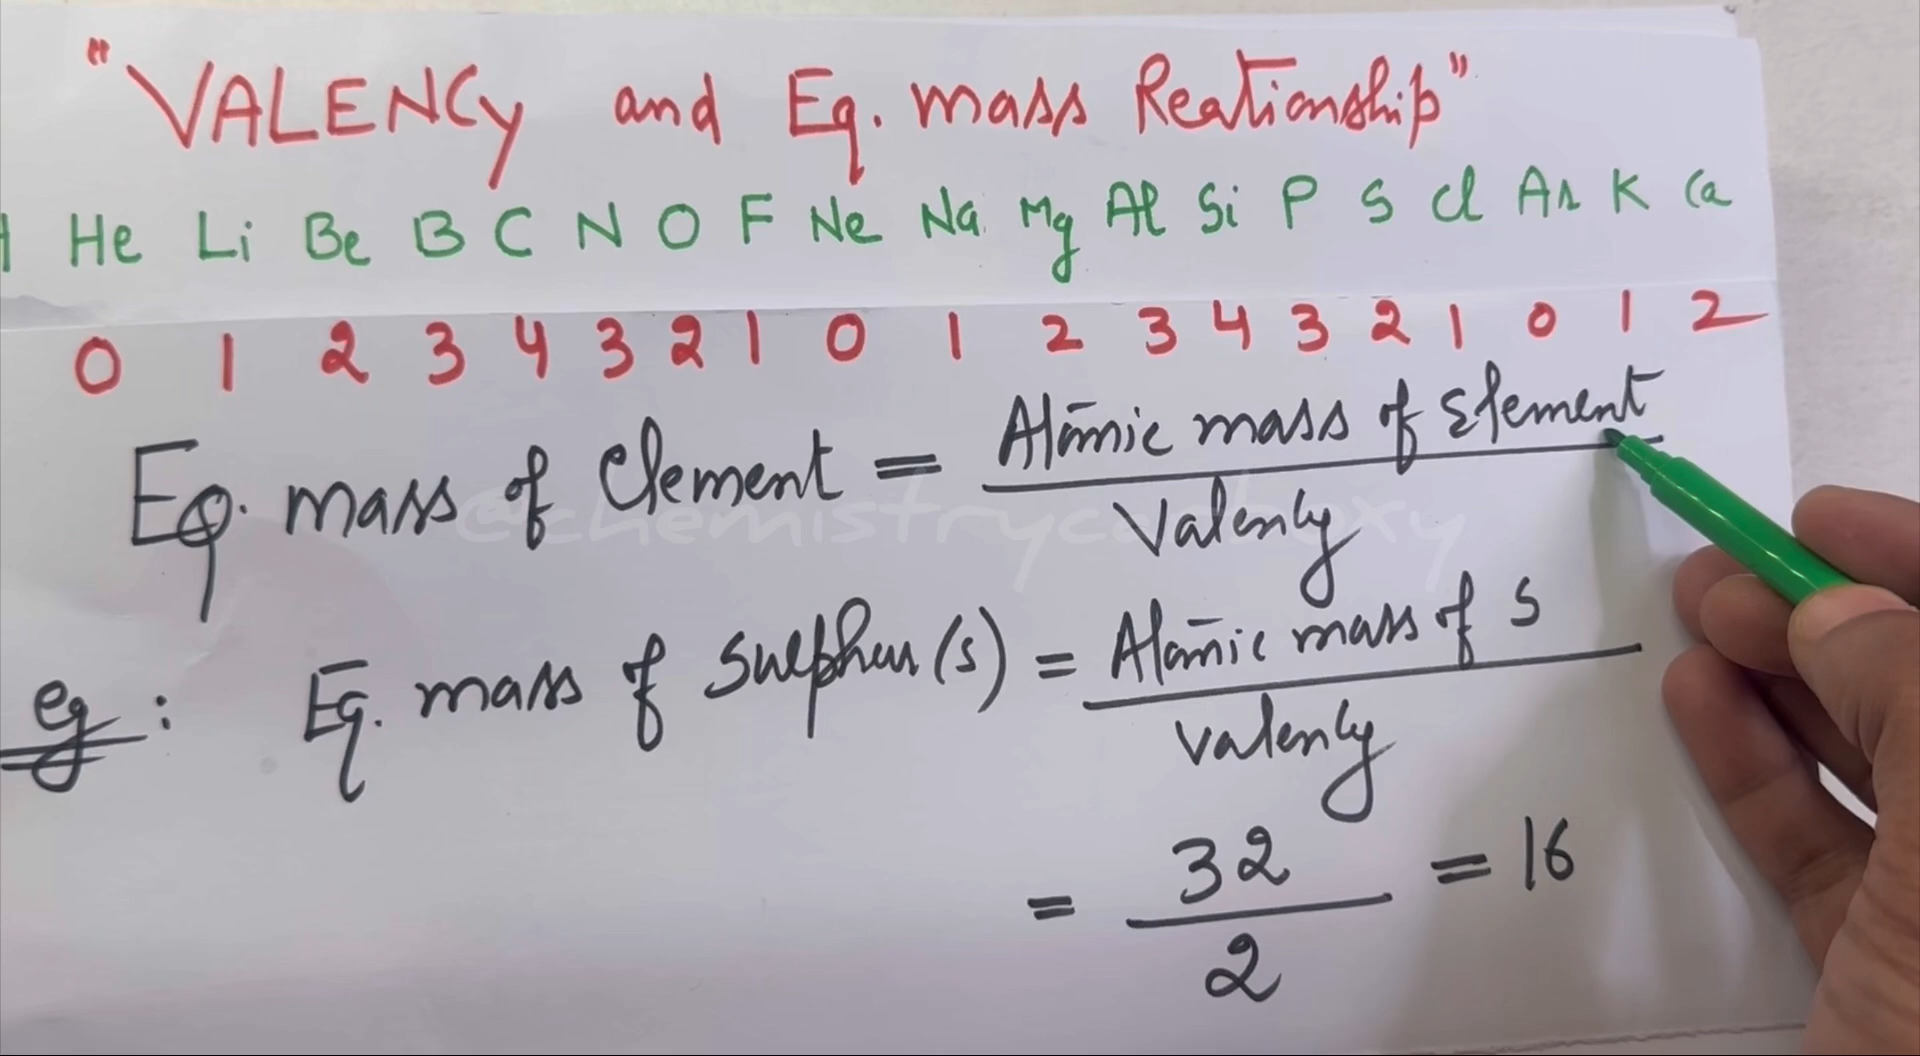 "VALENCY and Eq. mass Reationship"
H He Li Be B C N O F Ne Na Mg Al Si P S Cl Ar K Ca
0 1 2 3 4 3 2 1 0 1 2 3 4 3 2 1 0 1 2
Eq. mass of Element = Atomic mass of Element
Valency
@chemistrycataexy
eg: Eq. mass of Sulphur (S) = Atomic mass of S
Valency
= 32 = 16
2